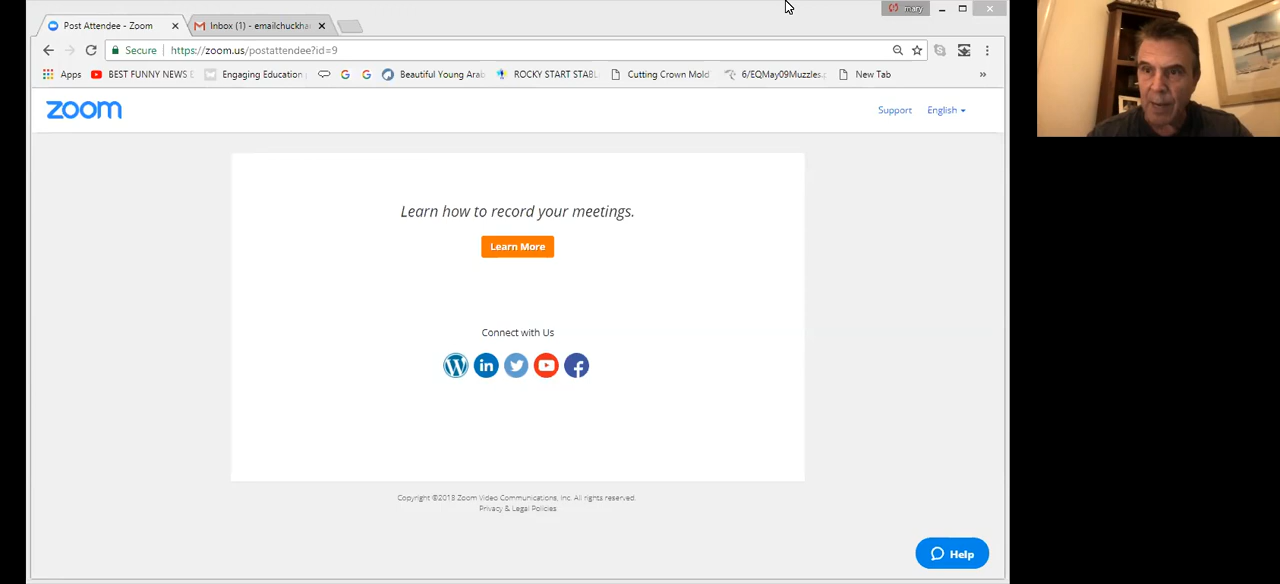 Post Attendee - Zoom
Inbox (1) - emailchuckha
mary
Secure
https://zoom.us/postattendee?id=9
Apps
BEST FUNNY NEWS E
Engaging Education
Beautiful Young Arab
ROCKY START STABL
Cutting Crown Mold
6/EQMay09Muzzles.
New Tab
zoom
Support
English
Learn how to record your meetings.
Learn More
Connect with Us
Copyright ©2018 Zoom Video Communications, Inc. All rights reserved.
Privacy & Legal Policies
Help